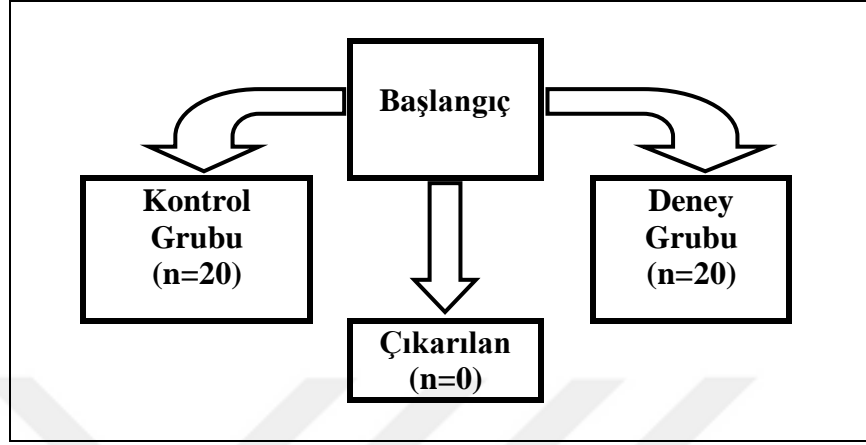 Başlangıç
Kontrol
Grubu
(n=20)
Deney
Grubu
(n=20)
Çıkarılan
(n=0)